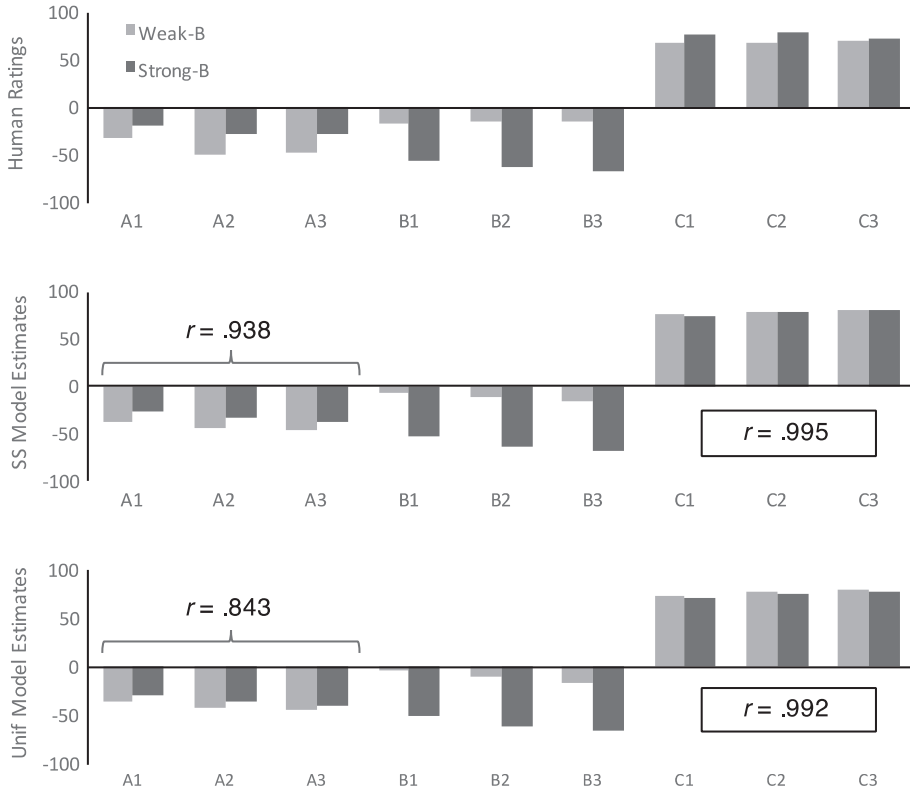 Human Ratings
100
50
0
-50
-100
Weak-B
Strong-B
A1 A2 A3 B1 B2 B3 C1 C2 C3
SS Model Estimates
100
50
0
-50
-100
r = .938
r = .995
A1 A2 A3 B1 B2 B3 C1 C2 C3
Unif Model Estimates
100
50
0
-50
-100
r = .843
r = .992
A1 A2 A3 B1 B2 B3 C1 C2 C3